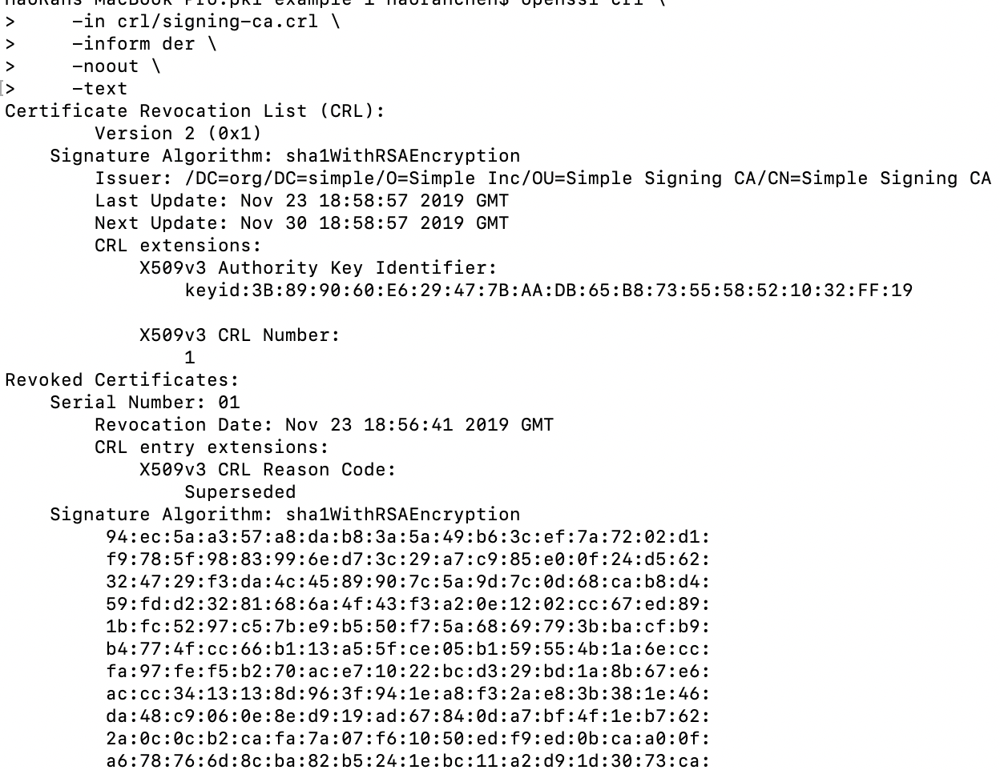 HaoRans-MacBook-Pro:pki-example-1 haoranchen$ openssl crl \
> -in crl/signing-ca.crl \
> -inform der \
> -noout \
[> -text
Certificate Revocation List (CRL):
Version 2 (0x1)
Signature Algorithm: sha1WithRSAEncryption
Issuer: /DC=org/DC=simple/O=Simple Inc/OU=Simple Signing CA/CN=Simple Signing CA
Last Update: Nov 23 18:58:57 2019 GMT
Next Update: Nov 30 18:58:57 2019 GMT
CRL extensions:
X509v3 Authority Key Identifier:
keyid:3B:89:90:60:E6:29:47:7B:AA:DB:65:B8:73:55:58:52:10:32:FF:19
X509v3 CRL Number:
1
Revoked Certificates:
Serial Number: 01
Revocation Date: Nov 23 18:56:41 2019 GMT
CRL entry extensions:
X509v3 CRL Reason Code:
Superseded
Signature Algorithm: sha1WithRSAEncryption
94:ec:5a:a3:57:a8:da:b8:3a:5a:49:b6:3c:ef:7a:72:02:d1:
f9:78:5f:98:83:99:6e:d7:3c:29:a7:c9:85:e0:0f:24:d5:62:
32:47:29:f3:da:4c:45:89:90:7c:5a:9d:7c:0d:68:ca:b8:d4:
59:fd:d2:32:81:68:6a:4f:43:f3:a2:0e:12:02:cc:67:ed:89:
1b:fc:52:97:c5:7b:e9:b5:50:f7:5a:68:69:79:3b:ba:cf:b9:
b4:77:4f:cc:66:b1:13:a5:5f:ce:05:b1:59:55:4b:1a:6e:cc:
fa:97:fe:f5:b2:70:ac:e7:10:22:bc:d3:29:bd:1a:8b:67:e6:
ac:cc:34:13:13:8d:96:3f:94:1e:a8:f3:2a:e8:3b:38:1e:46:
da:48:c9:06:0e:8e:d9:19:ad:67:84:0d:a7:bf:4f:1e:b7:62:
2a:0c:0c:b2:ca:fa:7a:07:f6:10:50:ed:f9:ed:0b:ca:a0:0f:
a6:78:76:6d:8c:ba:82:b5:24:1e:bc:11:a2:d9:1d:30:73:ca: